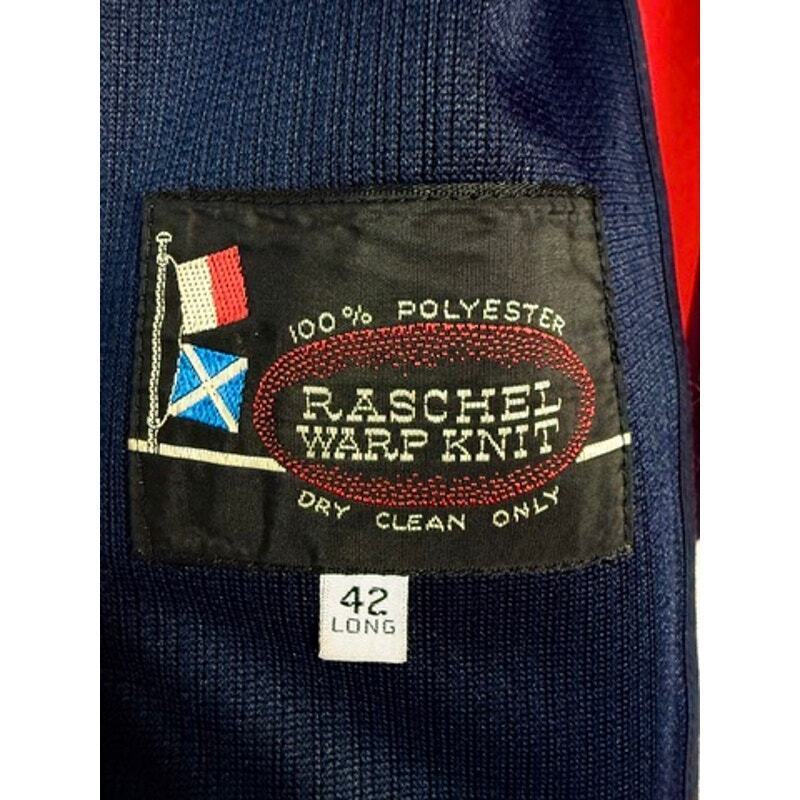 100% POLYESTER
RASCHEL
WARP KNIT
DRY CLEAN ONLY
42
LONG